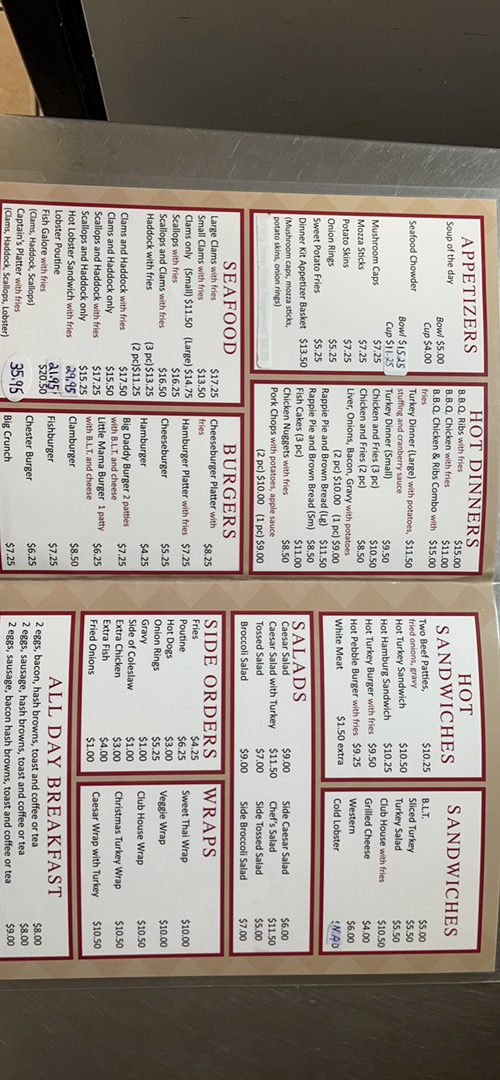 APPETIZERS
Soup of the day
Bowl $5.00
Cup $4.00
Seafood Chowder
Bowl $15.25
Cup $11.25
Mushroom Caps $7.25
Mozza Sticks $7.25
Potato Skins $7.25
Onion Rings $5.25
Sweet Potato Fries $5.25
Dinner Kit Appetizer Basket $13.50
(Mushroom caps, mozza sticks,
potato skins, onion rings)
HOT DINNERS
B.B.Q. Ribs with fries $15.00
B.B.Q. Chicken with fries $11.00
B.B.Q. Chicken & Ribs Combo with $15.00
fries
Turkey Dinner (Large) with potatoes, $11.50
stuffing and cranberry sauce
Turkey Dinner (Small) $9.50
Chicken and Fries (3 pc) $10.50
Chicken and Fries (2 pc) $8.50
Liver, Onions, Bacon, Gravy with potatoes
(2 pc) $10.00 (1 pc) $9.00
Rappie Pie and Brown Bread (Lg) $11.50
Rappie Pie and Brown Bread (Sm) $8.50
Fish Cakes (3 pc) $11.00
Chicken Nuggets with fries $8.50
Pork Chops with potatoes, apple sauce
(2 pc) $10.00 (1 pc) $9.00
HOT
SANDWICHES
Two Beef Patties, $10.25
fried onions, gravy
Hot Turkey Sandwich $10.50
Hot Hamburg Sandwich $10.25
Hot Turkey Burger with fries $9.50
Hot Pebble Burger with fries $9.25
White Meat $1.50 extra
SANDWICHES
B.L.T. $5.00
Sliced Turkey $5.50
Turkey Salad $5.50
Club House with fries $10.50
Grilled Cheese $4.00
Western $6.00
Cold Lobster
SEAFOOD
Large Clams with fries $17.25
Small Clams with fries $13.50
Clams only (Small) $11.50 (Large) $14.75
Scallops with fries $16.25
Scallops and Clams with fries $16.50
Haddock with fries (3 pc) $13.25
(2 pc) $11.25
Clams and Haddock with fries $17.50
Clams and Haddock only $15.50
Scallops and Haddock with fries $17.25
Scallops and Haddock only $15.25
Hot Lobster Sandwich with fries 29.95
Lobster Poutine 21.95
Fish Galore with fries $20.50
(Clams, Haddock, Scallops)
Captain's Platter with fries 35.95
(Clams, Haddock, Scallops, Lobster)
BURGERS
Cheeseburger Platter with $8.25
fries
Hamburger Platter with fries $7.25
Cheeseburger $5.25
Hamburger $4.25
Big Daddy Burger 2 patties $7.25
with B.L.T. and cheese
Little Mama Burger 1 patty $6.25
with B.L.T. and cheese
Clamburger $8.50
Fishburger $7.25
Chester Burger $6.25
Big Crunch $7.25
SALADS
Caesar Salad $9.00 Side Caesar Salad $6.00
Caesar Salad with Turkey $11.50 Chef's Salad $11.50
Tossed Salad $7.00 Side Tossed Salad $5.00
Broccoli Salad $9.00 Side Broccoli Salad $7.00
SIDE ORDERS
Fries $4.25
Poutine $6.25
Hot Dogs $3.00
Onion Rings $5.25
Gravy $1.00
Side of Coleslaw $1.00
Extra Chicken $3.00
Extra Fish $4.00
Fried Onions $1.00
WRAPS
Sweet Thai Wrap $10.00
Veggie Wrap $10.00
Club House Wrap $10.50
Christmas Turkey Wrap $10.50
Caesar Wrap with Turkey $10.50
ALL DAY BREAKFAST
2 eggs, bacon, hash browns, toast and coffee or tea $8.00
2 eggs, sausage, hash browns, toast and coffee or tea $8.00
2 eggs, sausage, bacon hash browns, toast and coffee or tea $9.00